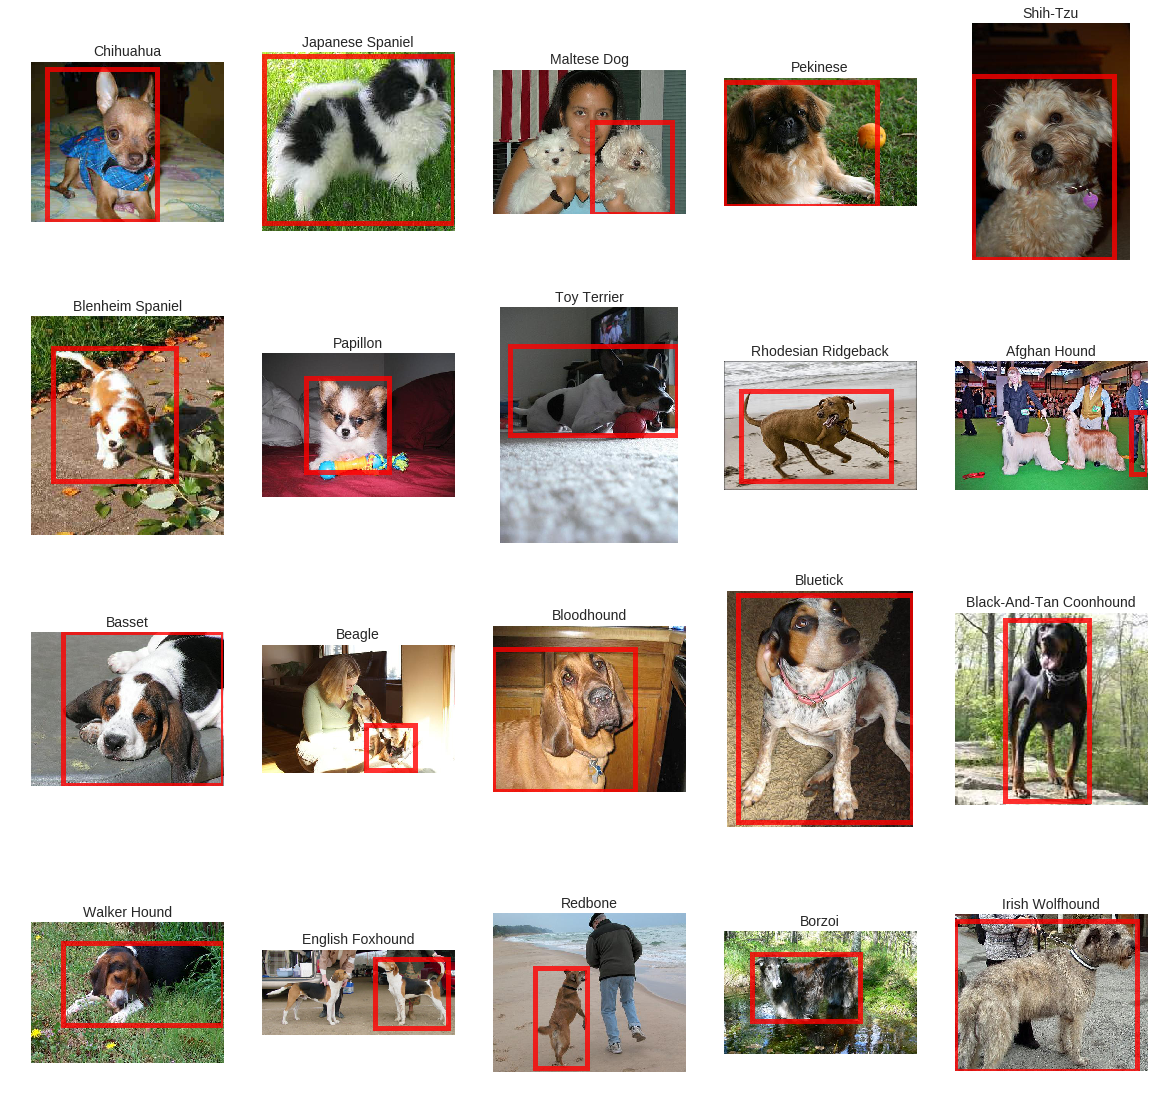 Chihuahua
Japanese Spaniel
Maltese Dog
Pekinese
Shih-Tzu
Blenheim Spaniel
Papillon
Toy Terrier
Rhodesian Ridgeback
Afghan Hound
Basset
Beagle
Bloodhound
Bluetick
Black-And-Tan Coonhound
Walker Hound
English Foxhound
Redbone
Borzoi
Irish Wolfhound